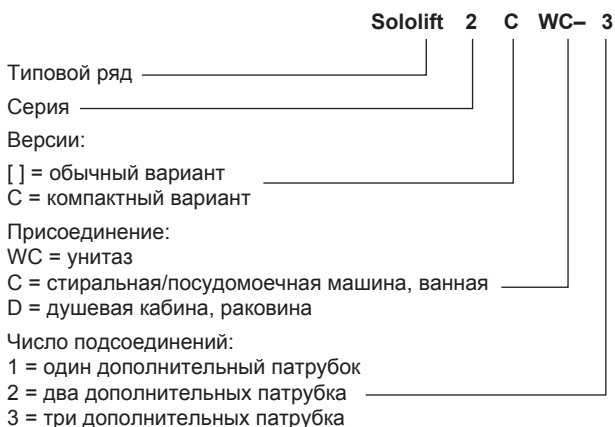 Sololift 2 C WC– 3
Типовой ряд
Серия
Версии:
[ ] = обычный вариант
C = компактный вариант
Присоединение:
WC = унитаз
C = стиральная/посудомоечная машина, ванная
D = душевая кабина, раковина
Число подсоединений:
1 = один дополнительный патрубок
2 = два дополнительных патрубка
3 = три дополнительных патрубка